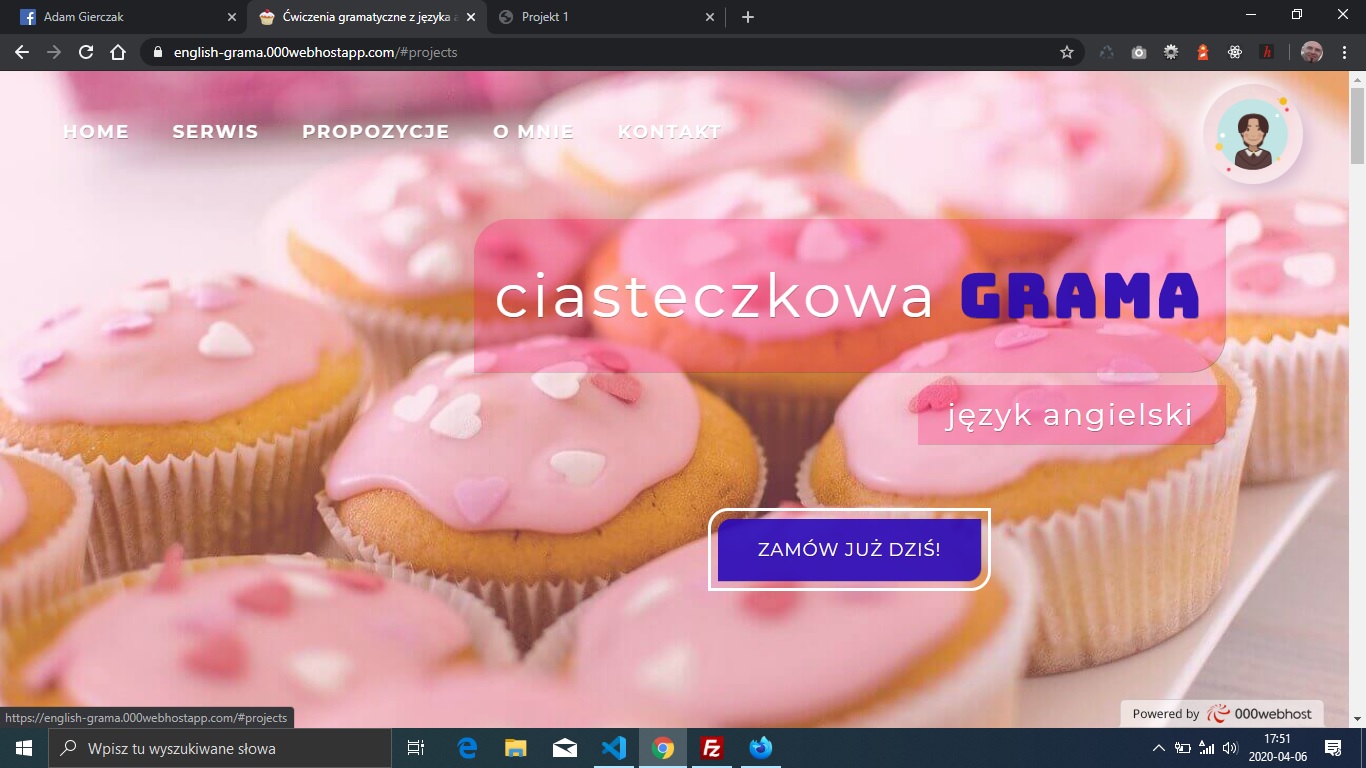 Adam Gierczak
Ćwiczenia gramatyczne z języka a
Projekt 1
english-grama.000webhostapp.com/#projects
HOME SERWIS PROPOZYCJE O MNIE KONTAKT
ciasteczkowa GRAMA
język angielski
ZAMÓW JUŻ DZIŚ!
https://english-grama.000webhostapp.com/#projects
Powered by 000webhost
Wpisz tu wyszukiwane słowa
Fz
17:51
2020-04-06